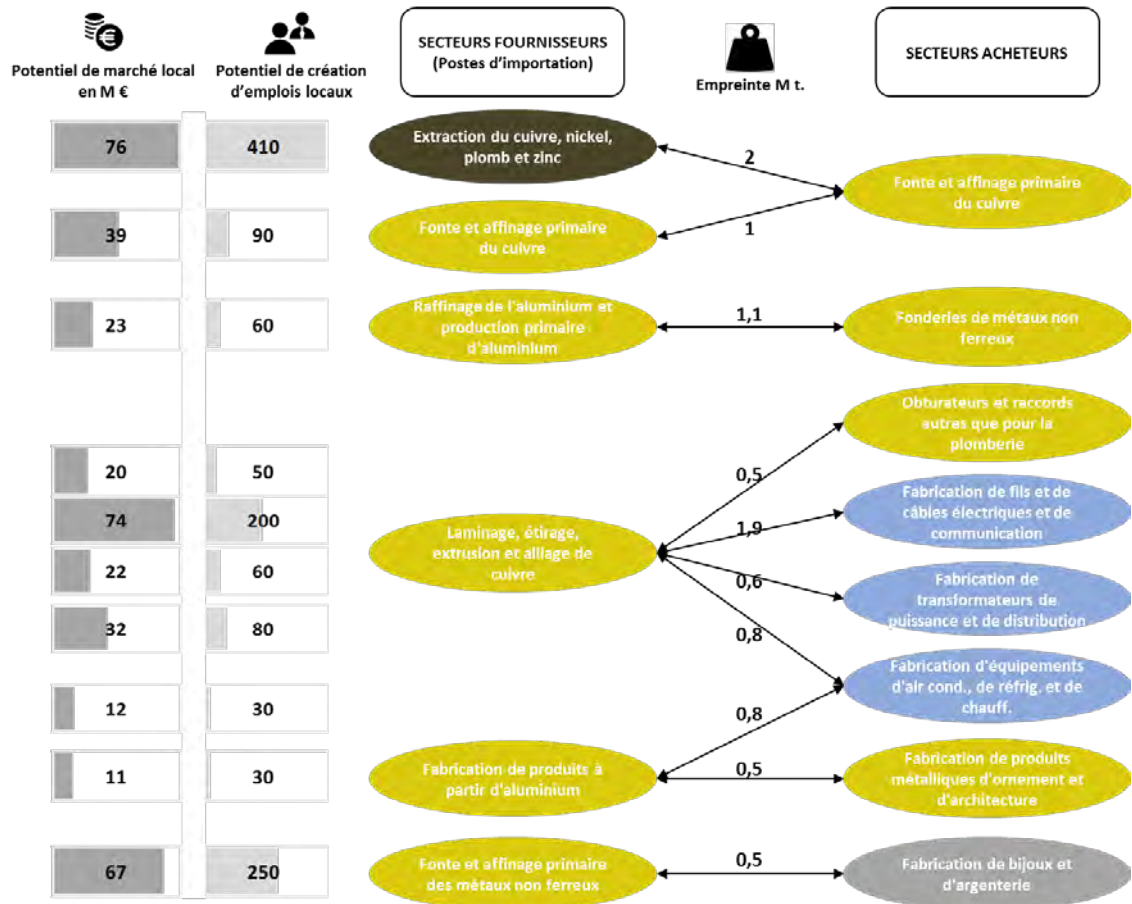 Potentiel de marché local
en M €
Potentiel de création
d'emplois locaux
SECTEURS FOURNISSEURS
(Postes d'importation)
Empreinte M t.
SECTEURS ACHETEURS
76
410
Extraction du cuivre, nickel,
plomb et zinc
2
Fonte et affinage primaire
du cuivre
39
90
Fonte et affinage primaire
du cuivre
1
23
60
Raffinage de l'aluminium et
production primaire
d'aluminium
1,1
Fonderies de métaux non
ferreux
Obturateurs et raccords
autres que pour la
plomberie
20
50
0,5
74
200
Fabrication de fils et de
câbles électriques et de
communication
1,9
Laminage, étirage,
extrusion et alliage de
cuivre
22
60
0,6
Fabrication de
transformateurs de
puissance et de distribution
32
80
0,8
Fabrication d'équipements
d'air cond., de réfrig. et de
chauff.
12
30
0,8
11
30
Fabrication de produits à
partir d'aluminium
0,5
Fabrication de produits
métalliques d'ornement et
d'architecture
67
250
Fonte et affinage primaire
des métaux non ferreux
0,5
Fabrication de bijoux et
d'argenterie